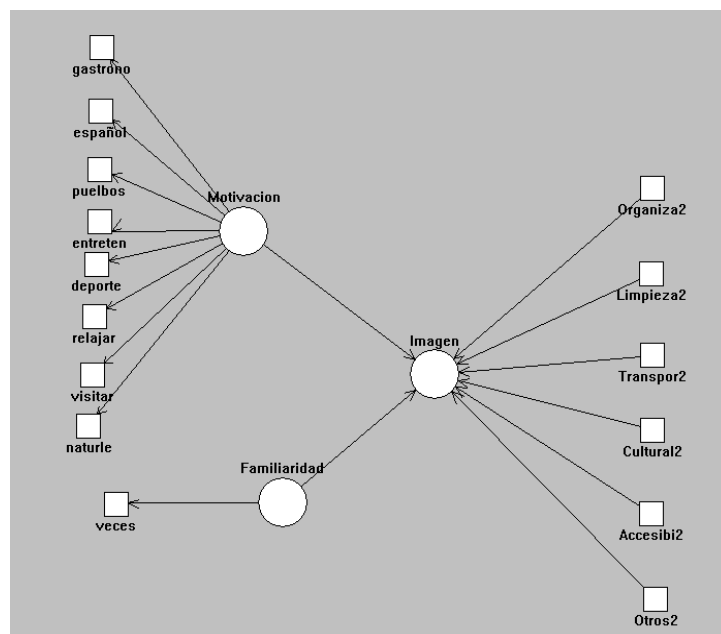 gastrono
español
puelbos
entreten
deporte
relajar
visitar
naturle
veces
Motivacion
Familiaridad
Imagen
Organiza2
Limpieza2
Transpor2
Cultural2
Accesibi2
Otros2